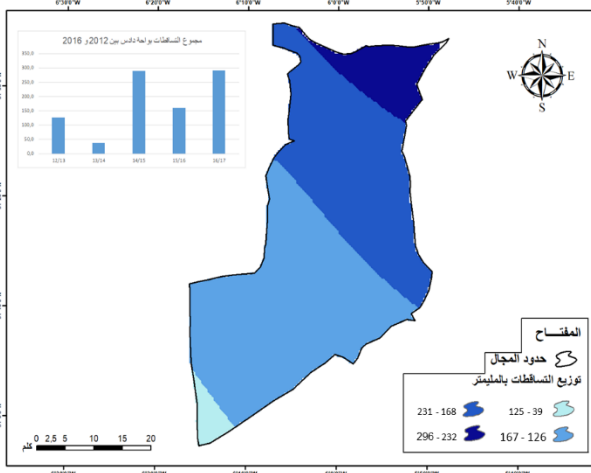 6°30'0"W 6°20'0"W 6°10'0"W 6°0'0"W 5°50'0"W 5°40'0"W
مجموع التساقطات بواحة دادس بين 2012 و 2016
350,0
300,0
250,0
200,0
150,0
100,0
50,0
0,0
12/13 13/14 14/15 15/16 16/17
N
W E
S
المفتـــاح
حدود المجال
توزيع التساقطات بالمليمتر
39 - 125
168 - 231
126 - 167
232 - 296
0 2,5 5 10 15 20
كلم